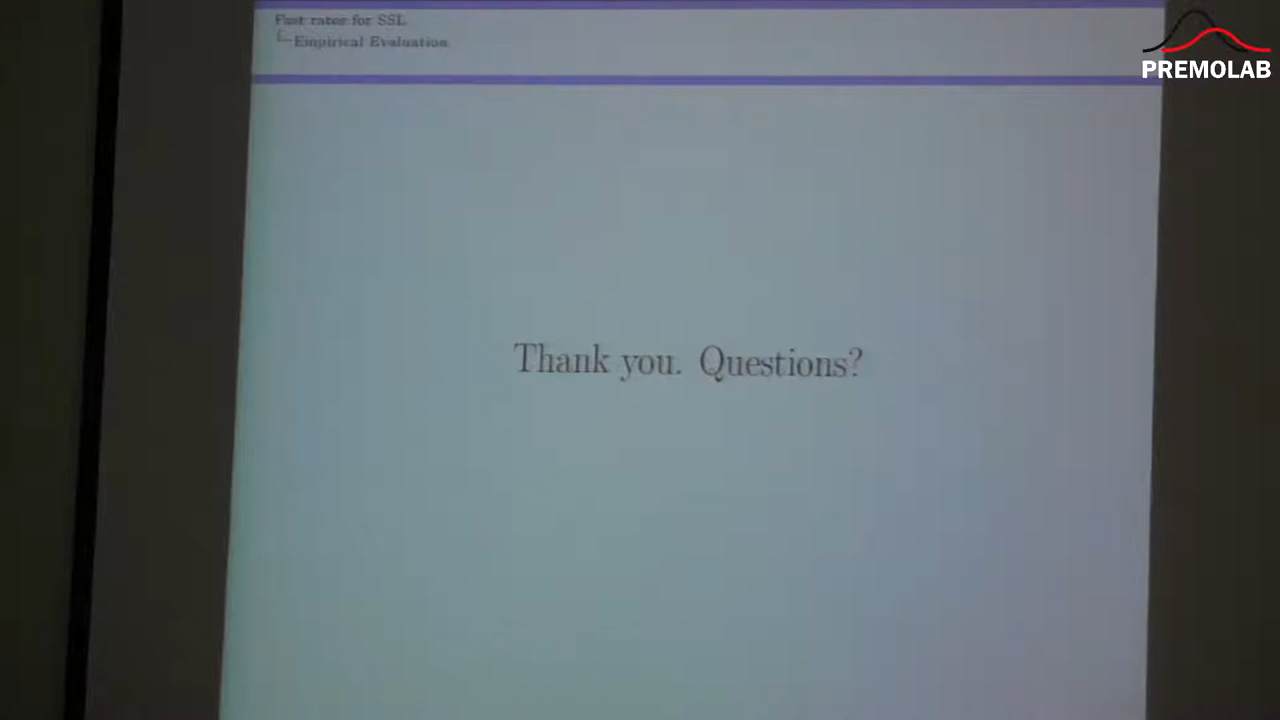 Fast rates for SSL
Empirical Evaluation
PREMOLAB
Thank you. Questions?